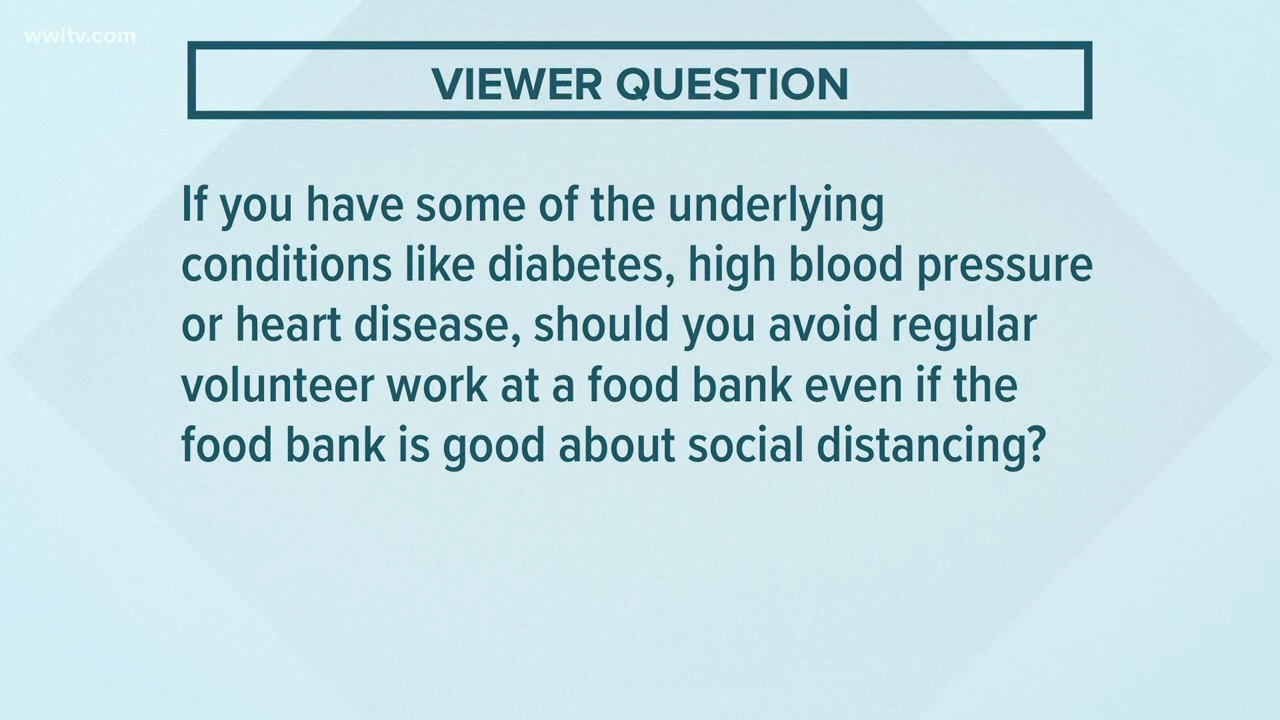 wwltv.com
VIEWER QUESTION
If you have some of the underlying
conditions like diabetes, high blood pressure
or heart disease, should you avoid regular
volunteer work at a food bank even if the
food bank is good about social distancing?